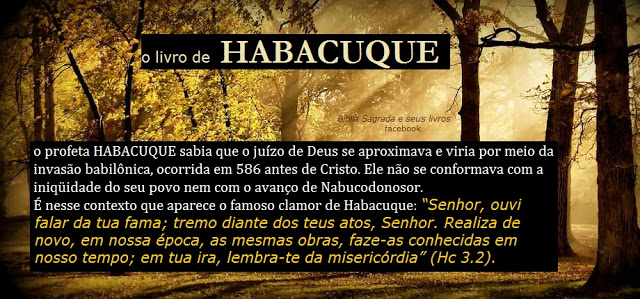 o livro de HABACUQUE
Bíblia Sagrada e seus livros
facebook
o profeta HABACUQUE sabia que o juízo de Deus se aproximava e viria por meio da
invasão babilônica, ocorrida em 586 antes de Cristo. Ele não se conformava com a
iniqüidade do seu povo nem com o avanço de Nabucodonosor.
É nesse contexto que aparece o famoso clamor de Habacuque: “Senhor, ouvi
falar da tua fama; tremo diante dos teus atos, Senhor. Realiza de
novo, em nossa época, as mesmas obras, faze-as conhecidas em
nosso tempo; em tua ira, lembra-te da misericórdia” (Hc 3.2).